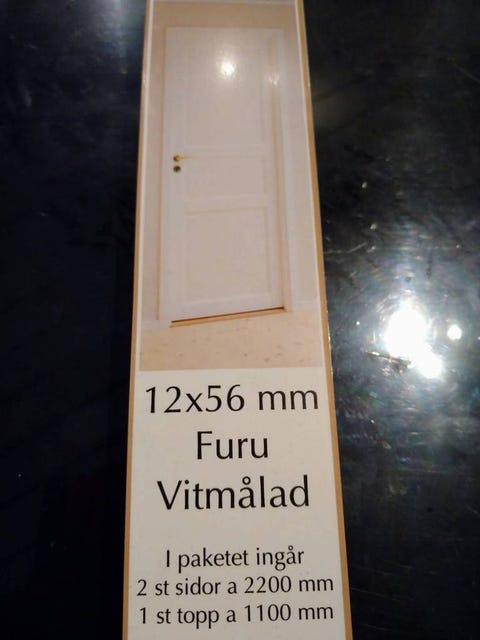 12x56 mm
Furu
Vitmålad
I paketet ingår
2 st sidor a 2200 mm
1 st topp a 1100 mm